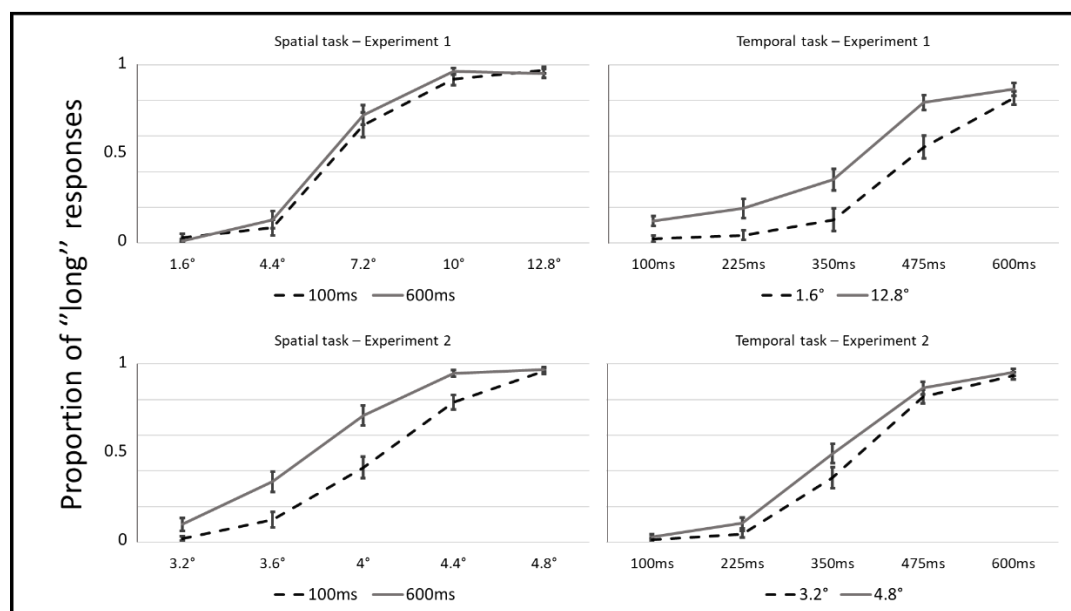 Proportion of “long” responses
Spatial task – Experiment 1
1
0.5
0
1.6° 4.4° 7.2° 10° 12.8°
100ms 600ms
Temporal task – Experiment 1
100ms 225ms 350ms 475ms 600ms
1.6° 12.8°
Spatial task – Experiment 2
1
0.5
0
3.2° 3.6° 4° 4.4° 4.8°
100ms 600ms
Temporal task – Experiment 2
100ms 225ms 350ms 475ms 600ms
3.2° 4.8°